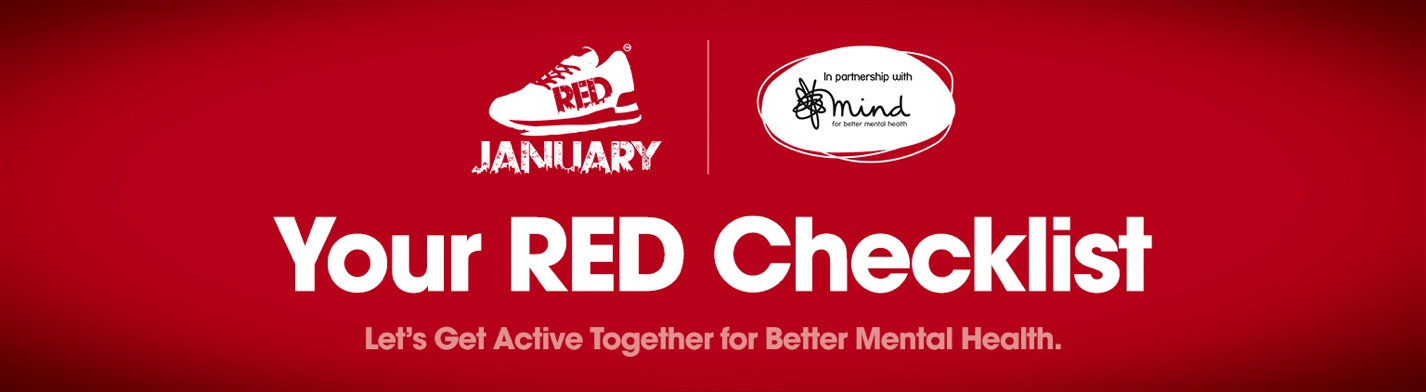 RED
JANUARY
TM
In partnership with
mind
for better mental health
Your RED Checklist
Let's Get Active Together for Better Mental Health.